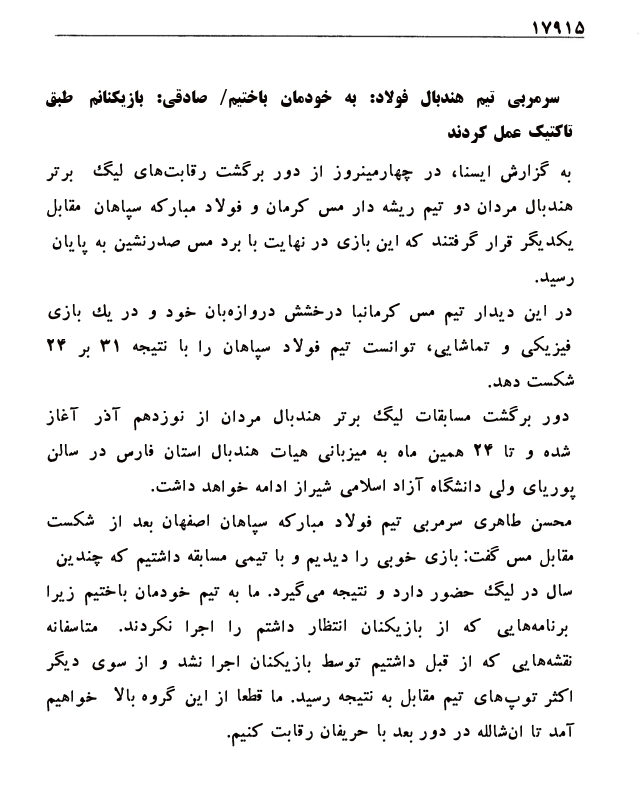 ۱۷۹۱۵
سرمربی تیم هندبال فولاد: به خودمان باختیم/ صادقی: بازیکنانم طبق
تاکتیک عمل کردند
به گزارش ایسنا، در چهارمینروز از دور برگشت رقابت‌های لیگ برتر
هندبال مردان دو تیم ریشه دار مس کرمان و فولاد مبارکه سپاهان مقابل
یکدیگر قرار گرفتند که این بازی در نهایت با برد مس صدرنشین به پایان
رسید.
در این دیدار تیم مس کرمانبا درخشش دروازه‌بان خود و در یك بازی
فیزیکی و تماشایی، توانست تیم فولاد سپاهان را با نتیجه ۳۱ بر ۲۴
شکست دهد.
دور برگشت مسابقات لیگ برتر هندبال مردان از نوزدهم آذر آغاز
شده و تا ۲۴ همین ماه به میزبانی هیات هندبال استان فارس در سالن
پوریای ولی دانشگاه آزاد اسلامی شیراز ادامه خواهد داشت.
محسن طاهری سرمربی تیم فولاد مبارکه سپاهان اصفهان بعد از شکست
مقابل مس گفت: بازی خوبی را دیدیم و با تیمی مسابقه داشتیم که چندین
سال در لیگ حضور دارد و نتیجه می‌گیرد. ما به تیم خودمان باختیم زیرا
برنامه‌هایی که از بازیکنان انتظار داشتم را اجرا نکردند. متاسفانه
نقشه‌هایی که از قبل داشتیم توسط بازیکنان اجرا نشد و از سوی دیگر
اکثر توپ‌های تیم مقابل به نتیجه رسید. ما قطعا از این گروه بالا خواهیم
آمد تا ان‌شالله در دور بعد با حریفان رقابت کنیم.